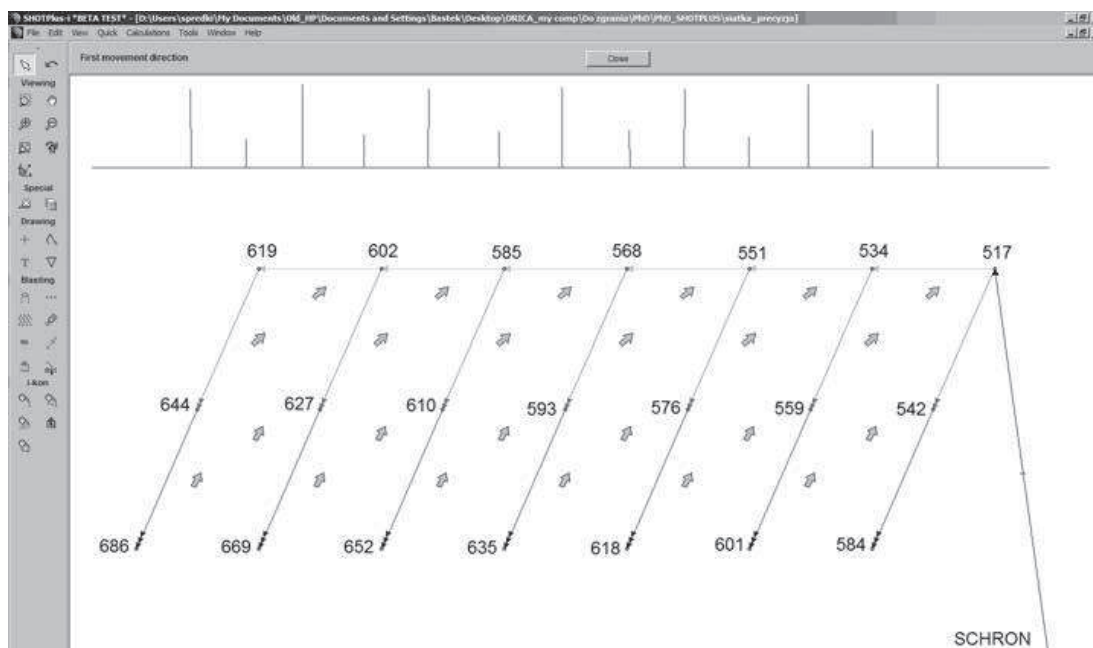 SHOTPlus-i *BETA TEST* - [D:\Users\spredki\My Documents\Old_HP\Documents and Settings\Bastek\Desktop\ORICA_my comp\Do zgrania\PhD\PhD_SHOTPLUS\siatka_precyzja]
File Edit View Quick Calculations Tools Window Help
First movement direction
Close
Viewing
Special
Drawing
T
Blasting
i-kon
619 602 585 568 551 534 517
644 627 610 593 576 559 542
686 669 652 635 618 601 584
SCHRON